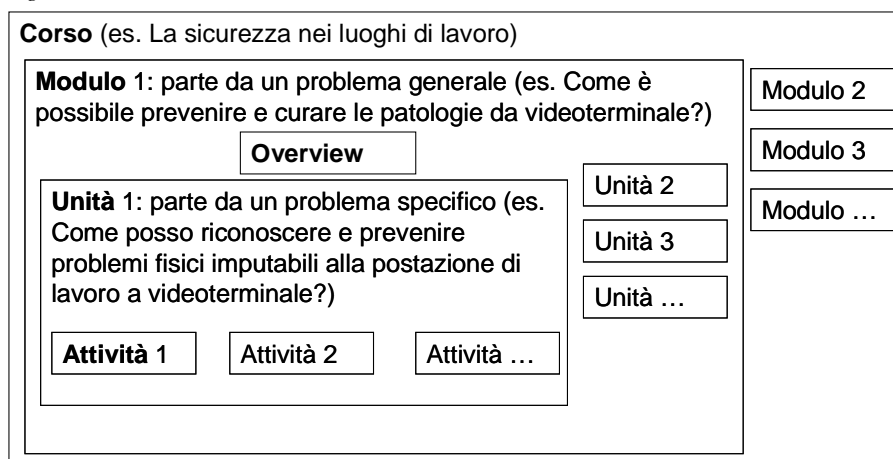 Corso (es. La sicurezza nei luoghi di lavoro)
Modulo 1: parte da un problema generale (es. Come è
possibile prevenire e curare le patologie da videoterminale?)
Overview
Unità 1: parte da un problema specifico (es.
Come posso riconoscere e prevenire
problemi fisici imputabili alla postazione di
lavoro a videoterminale?)
Attività 1
Attività 2
Attività …
Unità 2
Unità 3
Unità …
Modulo 2
Modulo 3
Modulo …